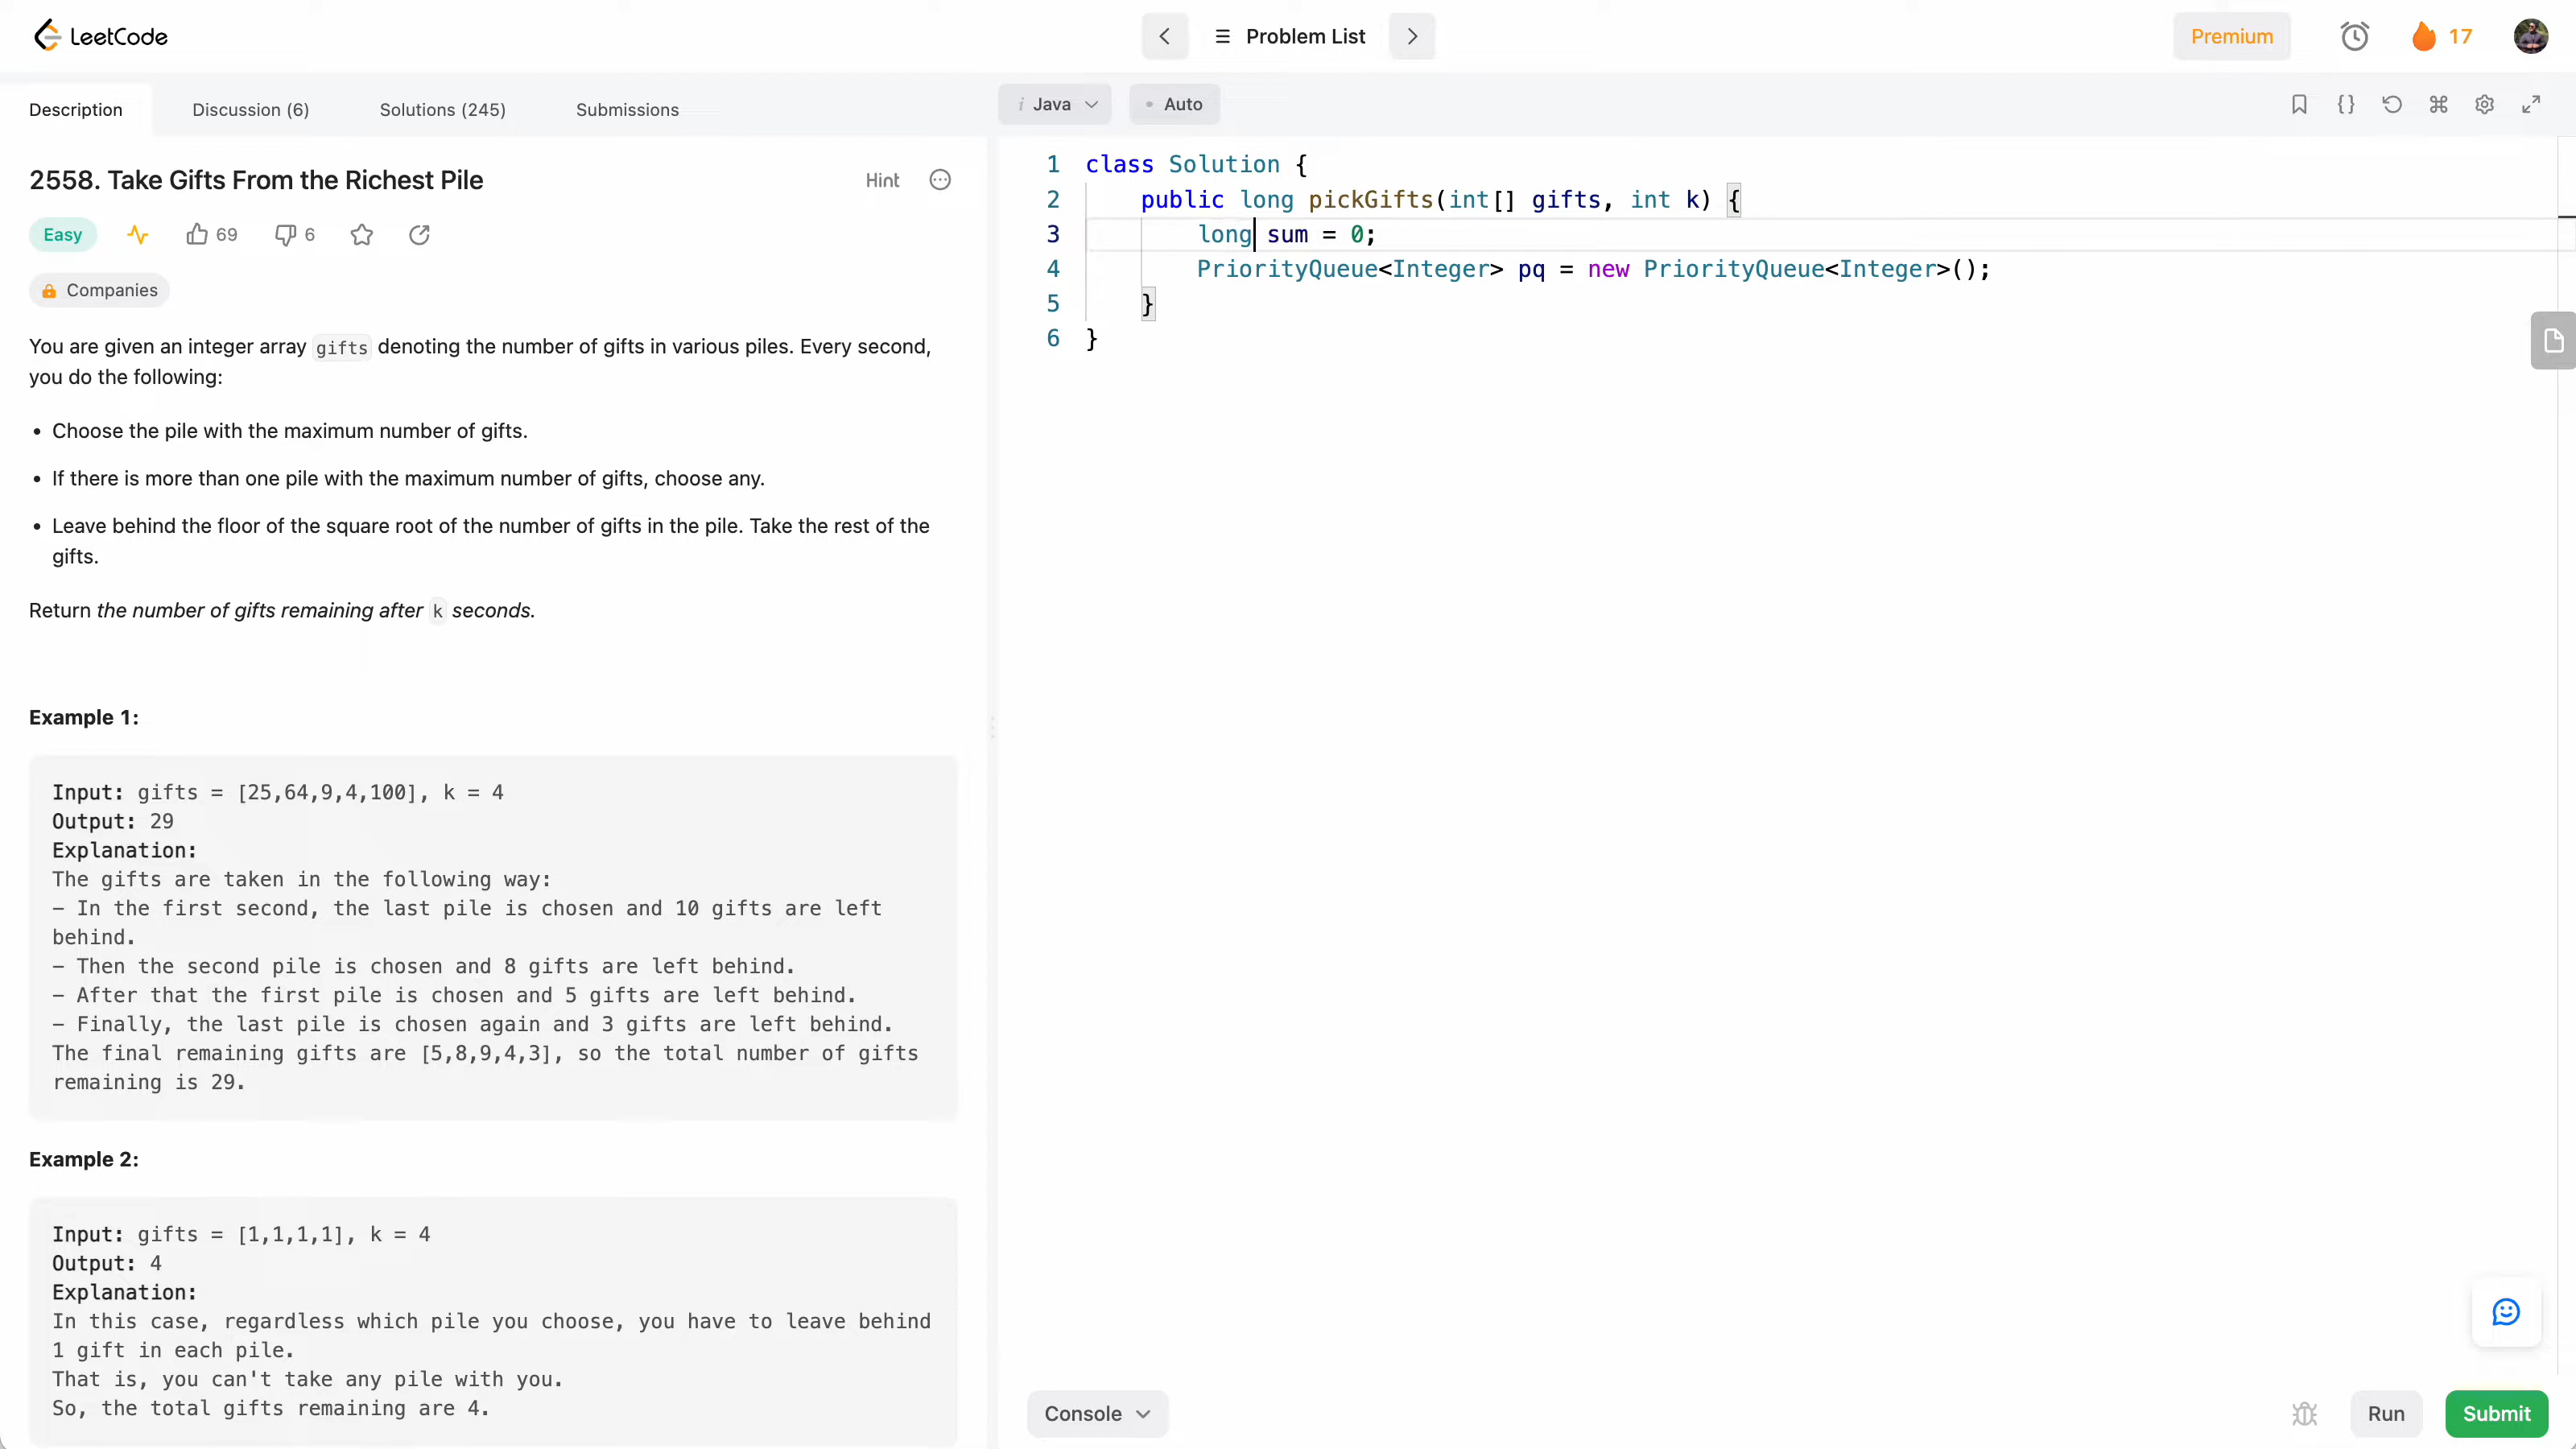 LeetCode
Problem List
Premium
17
Description
Discussion (6)
Solutions (245)
Submissions
i Java
• Auto
{}
2558. Take Gifts From the Richest Pile
Hint
Easy
69
6
Companies
You are given an integer array gifts denoting the number of gifts in various piles. Every second,
you do the following:
• Choose the pile with the maximum number of gifts.
• If there is more than one pile with the maximum number of gifts, choose any.
• Leave behind the floor of the square root of the number of gifts in the pile. Take the rest of the
gifts.
Return the number of gifts remaining after k seconds.
Example 1:
Input: gifts = [25,64,9,4,100], k = 4
Output: 29
Explanation:
The gifts are taken in the following way:
– In the first second, the last pile is chosen and 10 gifts are left
behind.
– Then the second pile is chosen and 8 gifts are left behind.
– After that the first pile is chosen and 5 gifts are left behind.
– Finally, the last pile is chosen again and 3 gifts are left behind.
The final remaining gifts are [5,8,9,4,3], so the total number of gifts
remaining is 29.
Example 2:
Input: gifts = [1,1,1,1], k = 4
Output: 4
Explanation:
In this case, regardless which pile you choose, you have to leave behind
1 gift in each pile.
That is, you can't take any pile with you.
So, the total gifts remaining are 4.
1 class Solution {
2 public long pickGifts(int[] gifts, int k) {
3 long sum = 0;
4 PriorityQueue<Integer> pq = new PriorityQueue<Integer>();
5 }
6 }
Console
Run
Submit